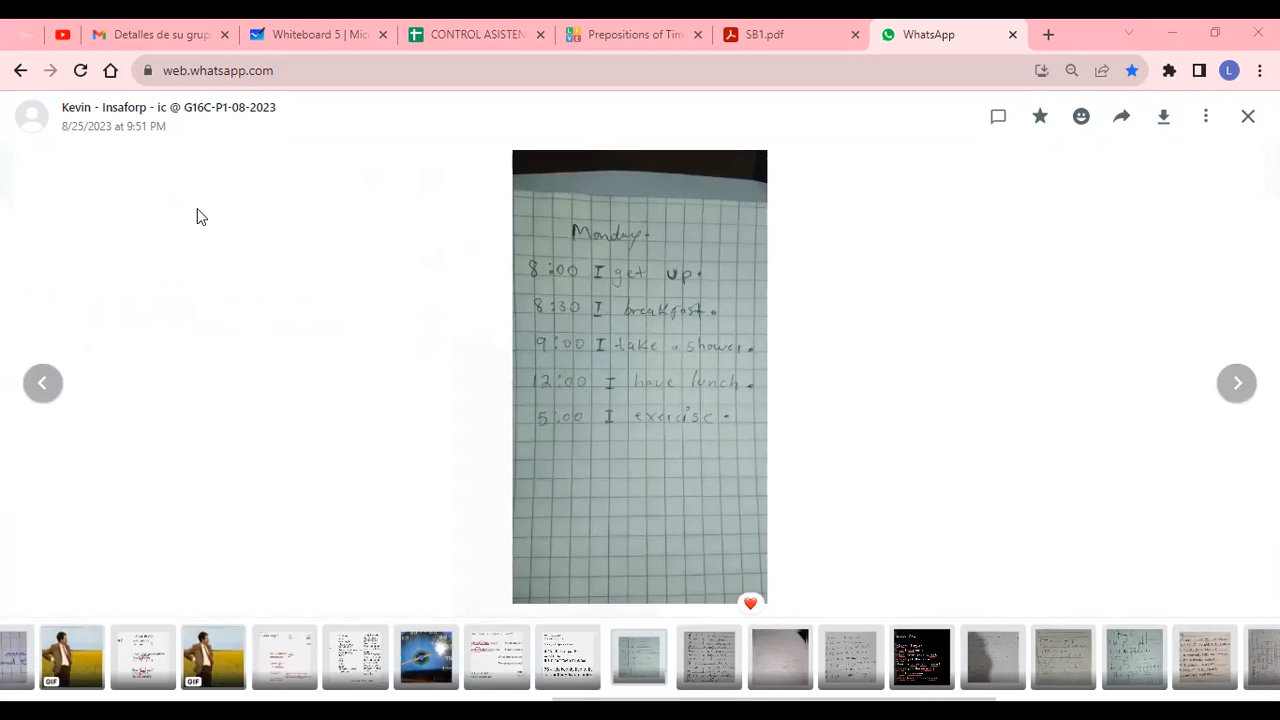 Detalles de su grup
Whiteboard 5 | Mic
CONTROL ASISTEN
Prepositions of Tim
SB1.pdf
WhatsApp
web.whatsapp.com
L
Kevin - Insaforp - ic @ G16C-P1-08-2023
8/25/2023 at 9:51 PM
Monday.
8:00 I get up.
8:30 I breakfast.
9:00 I take a shower.
12:00 I have lunch.
5:00 I exercise.
GIF
GIF